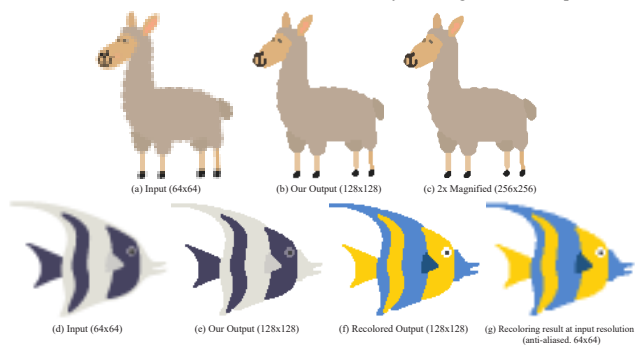 (a) Input (64x64)
(b) Our Output (128x128)
(c) 2x Magnified (256x256)
(d) Input (64x64)
(e) Our Output (128x128)
(f) Recolored Output (128x128)
(g) Recoloring result at input resolution
(anti-aliased. 64x64)